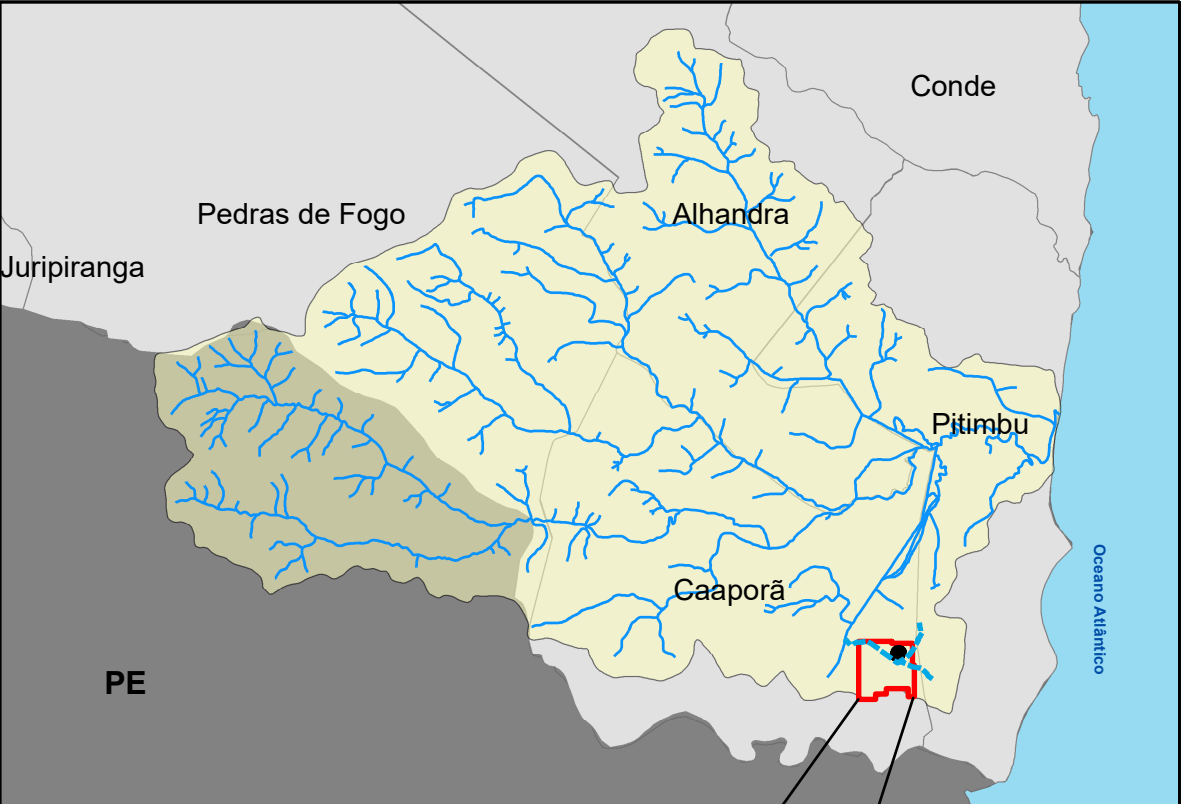 Conde
Pedras de Fogo
Alhandra
Juripiranga
Pitimbu
Oceano Atlântico
Caaporã
PE